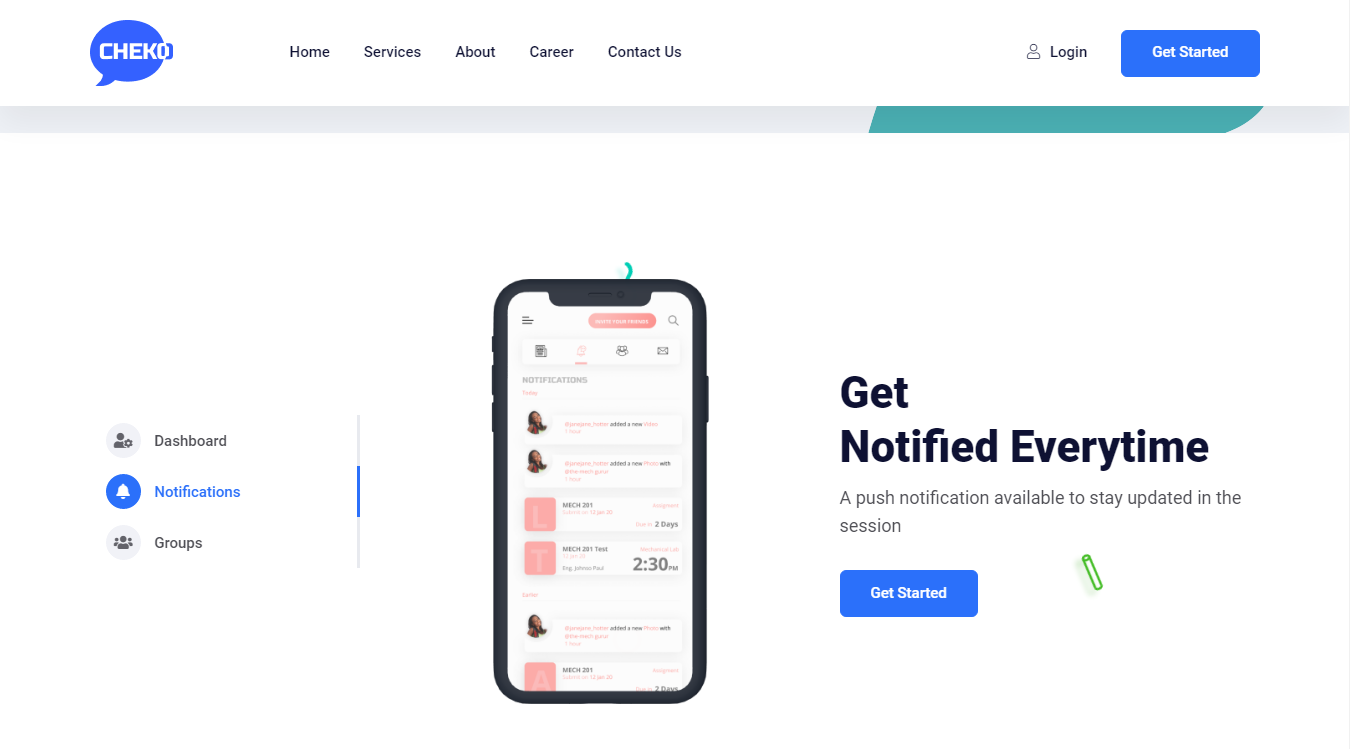 CHEKO
Home Services About Career Contact Us
Login
Get Started
Dashboard
Notifications
Groups
INVITE YOUR FRIENDS
NOTIFICATIONS
Today
@janejane_hotter added a new Video
1 Hour
@janejane_hotter added a new Photo with
@the-mech gueur
1 Hour
L
MECH 201
Assignment
Submit on 12 Jan 20
Due in 2 Days
T
MECH 201 Test
Mechanical Lab
12 Jan 20
Eng. Johnes Paul
2:30PM
Earlier
@janejane_hotter added a new Photo with
@the-mech gueur
1 Hour
A
MECH 201
Assignment
Submit on 12 Jan 20
Due in 2 Days
Get
Notified Everytime
A push notification available to stay updated in the
session
Get Started